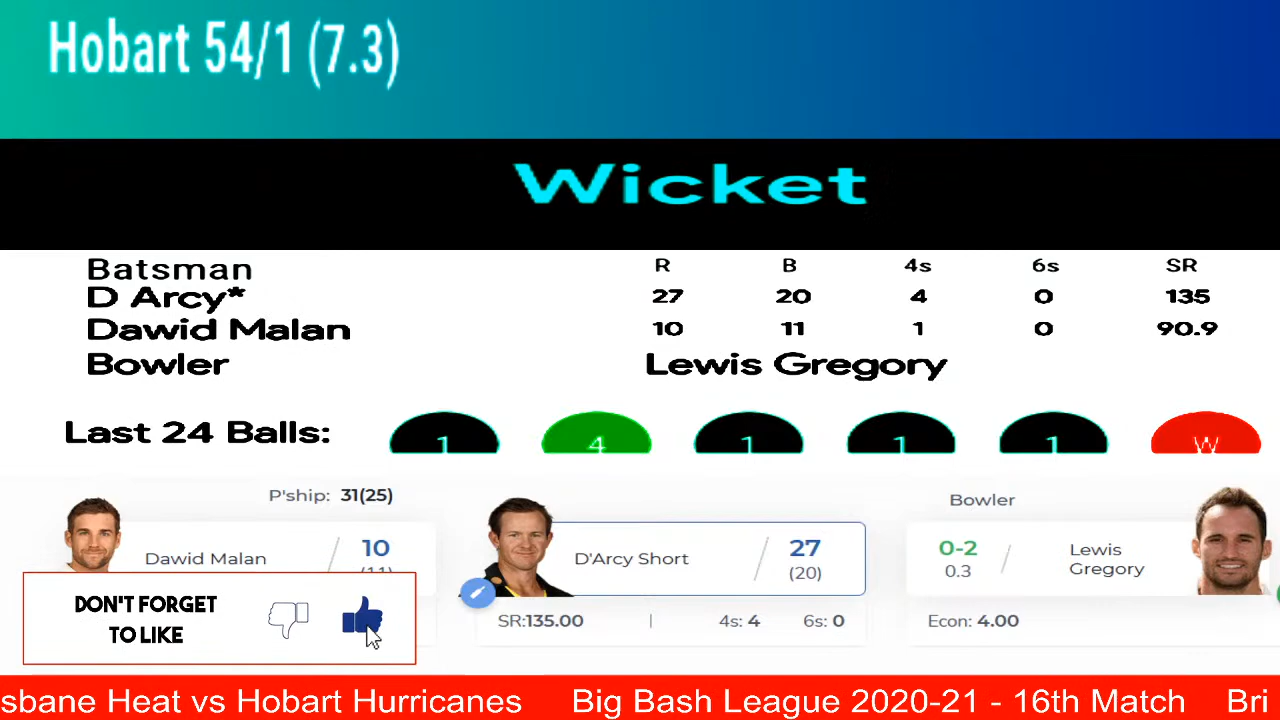 Hobart 54/1 (7.3)
Wicket
Batsman R B 4s 6s SR
D Arcy* 27 20 4 0 135
Dawid Malan 10 11 1 0 90.9
Bowler Lewis Gregory
Last 24 Balls: 1 4 1 1 1 W
P'ship: 31(25)
Dawid Malan 10
(11)
D'Arcy Short 27
(20)
SR:135.00 | 4s: 4 6s: 0
Bowler
0-2
0.3
Lewis
Gregory
Econ: 4.00
DON'T FORGET
TO LIKE
sbane Heat vs Hobart Hurricanes Big Bash League 2020-21 - 16th Match Bri